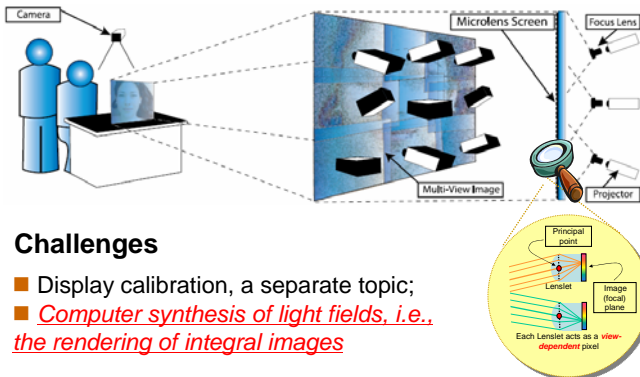 Camera
Microlens Screen
Focus Lens
Multi-View Image
Projector
Challenges
Display calibration, a separate topic;
Computer synthesis of light fields, i.e.,
the rendering of integral images
Principal
point
Lenslet
Image
(focal)
plane
Each Lenslet acts as a view-
dependent pixel